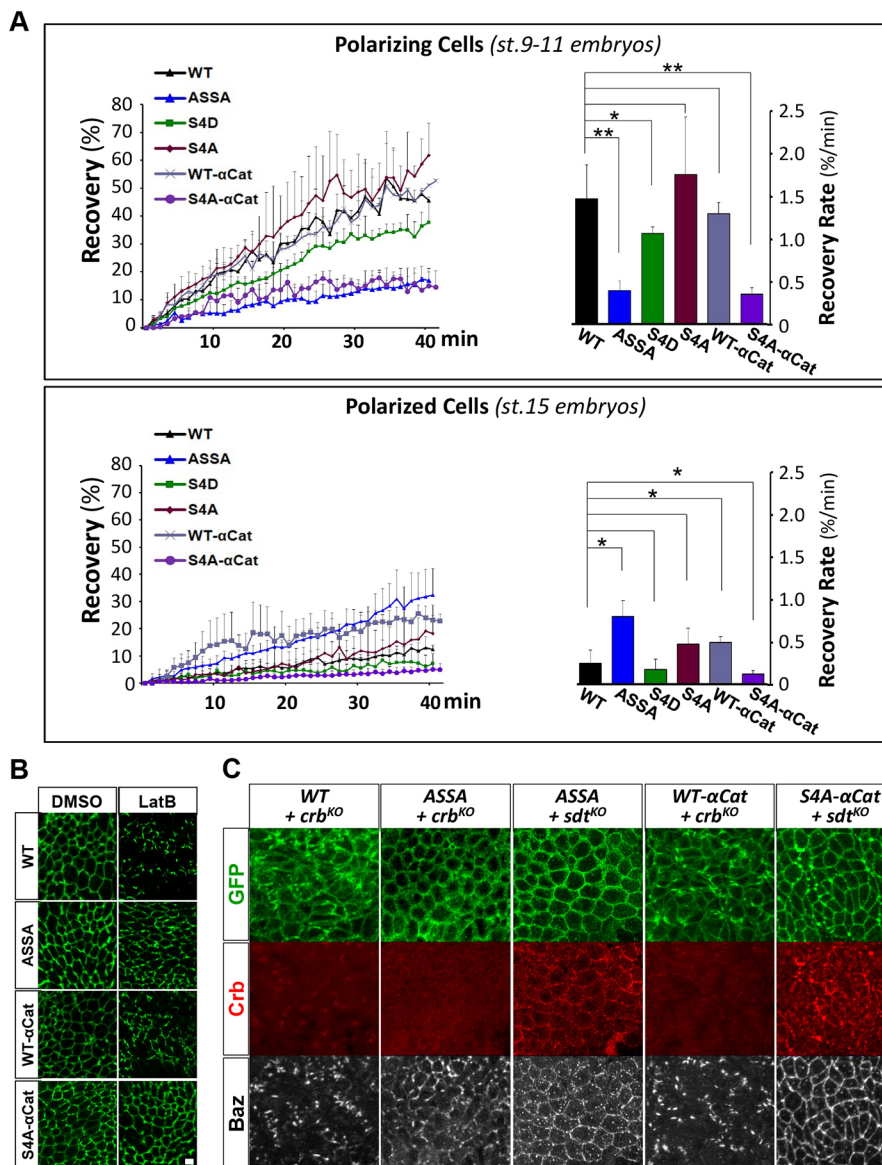 A
Polarizing Cells (st.9-11 embryos)
WT
ASSA
S4D
S4A
WT-αCat
S4A-αCat
Recovery (%)
80
70
60
50
40
30
20
10
0
10
20
30
40 min
**
*
**
2.5
2.0
1.5
1.0
0.5
0
Recovery Rate (%/min)
WT
ASSA
S4D
S4A
WT-αCat
S4A-αCat
Polarized Cells (st.15 embryos)
WT
ASSA
S4D
S4A
WT-αCat
S4A-αCat
Recovery (%)
80
70
60
50
40
30
20
10
0
10
20
30
40 min
*
*
*
*
2.5
2.0
1.5
1.0
0.5
0
Recovery Rate (%/min)
WT
ASSA
S4D
S4A
WT-αCat
S4A-αCat
B
DMSO
LatB
WT
ASSA
WT-αCat
S4A-αCat
C
WT
+ crbKO
ASSA
+ crbKO
ASSA
+ sdtKO
WT-αCat
+ crbKO
S4A-αCat
+ sdtKO
GFP
Crb
Baz